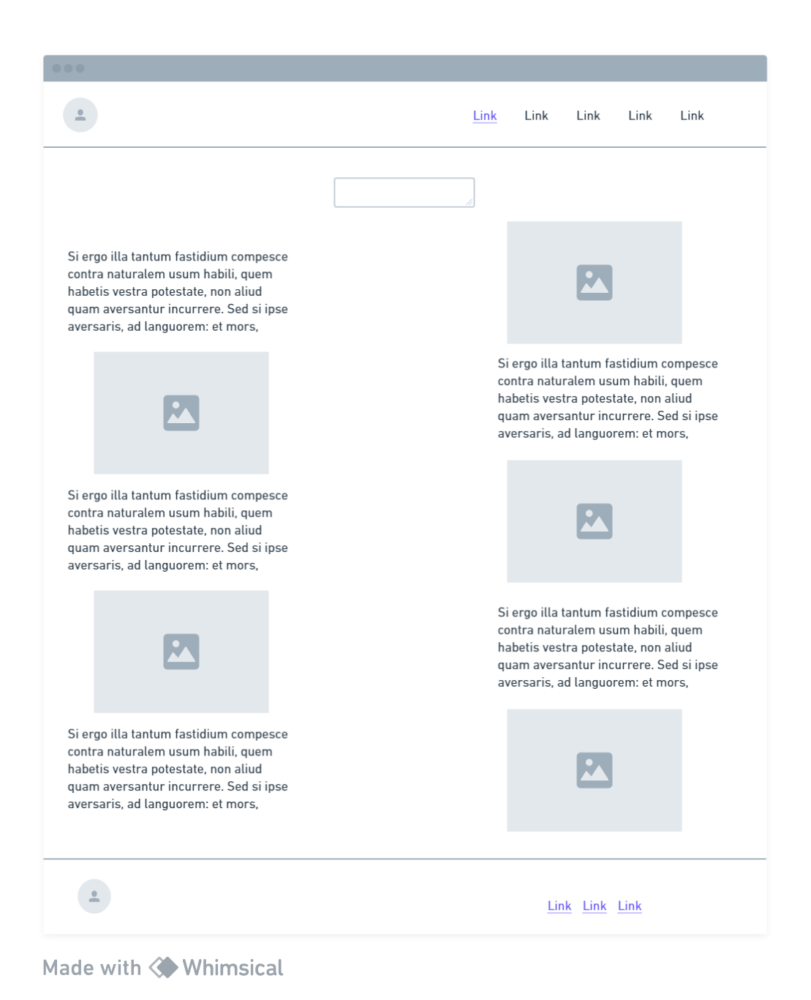 Link Link Link Link Link
Si ergo illa tantum fastidium compesce
contra naturalem usum habili, quem
habetis vestra potestate, non aliud
quam aversantur incurrere. Sed si ipse
aversaris, ad languorem: et mors,
Si ergo illa tantum fastidium compesce
contra naturalem usum habili, quem
habetis vestra potestate, non aliud
quam aversantur incurrere. Sed si ipse
aversaris, ad languorem: et mors,
Si ergo illa tantum fastidium compesce
contra naturalem usum habili, quem
habetis vestra potestate, non aliud
quam aversantur incurrere. Sed si ipse
aversaris, ad languorem: et mors,
Si ergo illa tantum fastidium compesce
contra naturalem usum habili, quem
habetis vestra potestate, non aliud
quam aversantur incurrere. Sed si ipse
aversaris, ad languorem: et mors,
Si ergo illa tantum fastidium compesce
contra naturalem usum habili, quem
habetis vestra potestate, non aliud
quam aversantur incurrere. Sed si ipse
aversaris, ad languorem: et mors,
Link Link Link
Made with Whimsical